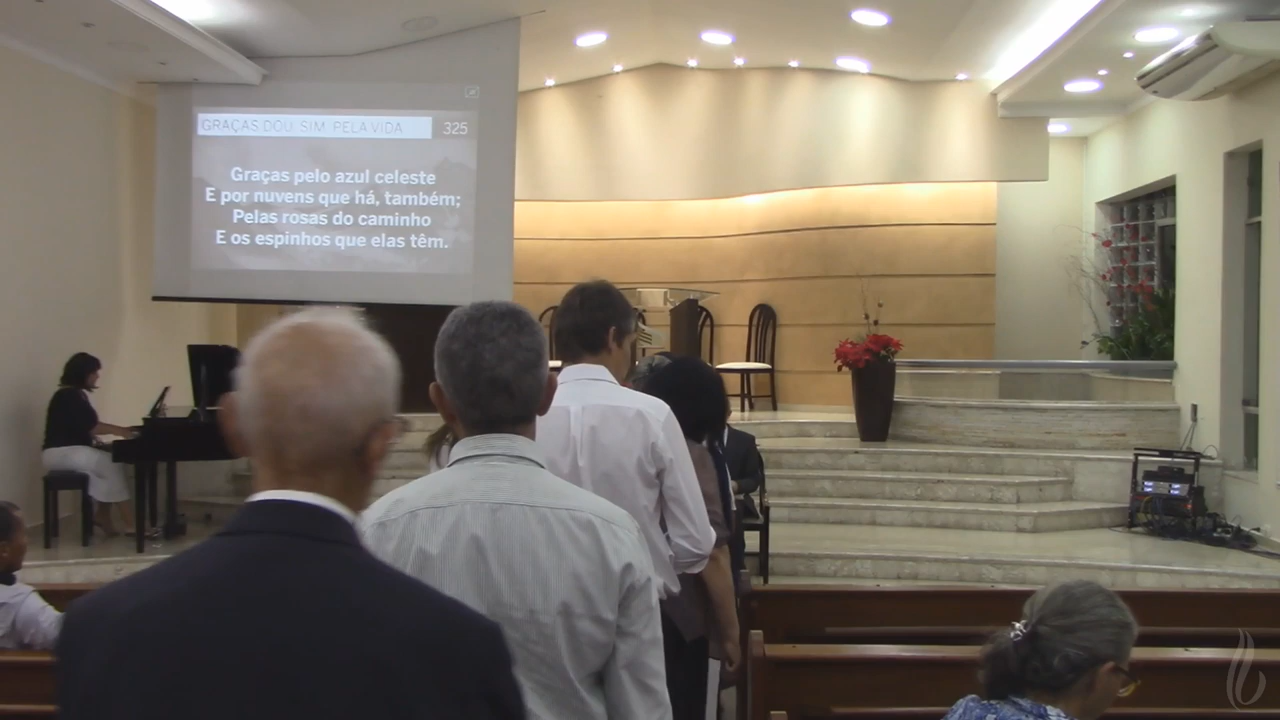 GRAÇAS DOU, SIM, PELA VIDA 325
Graças pelo azul celeste
E por nuvens que há, também;
Pelas rosas do caminho
E os espinhos que elas têm.